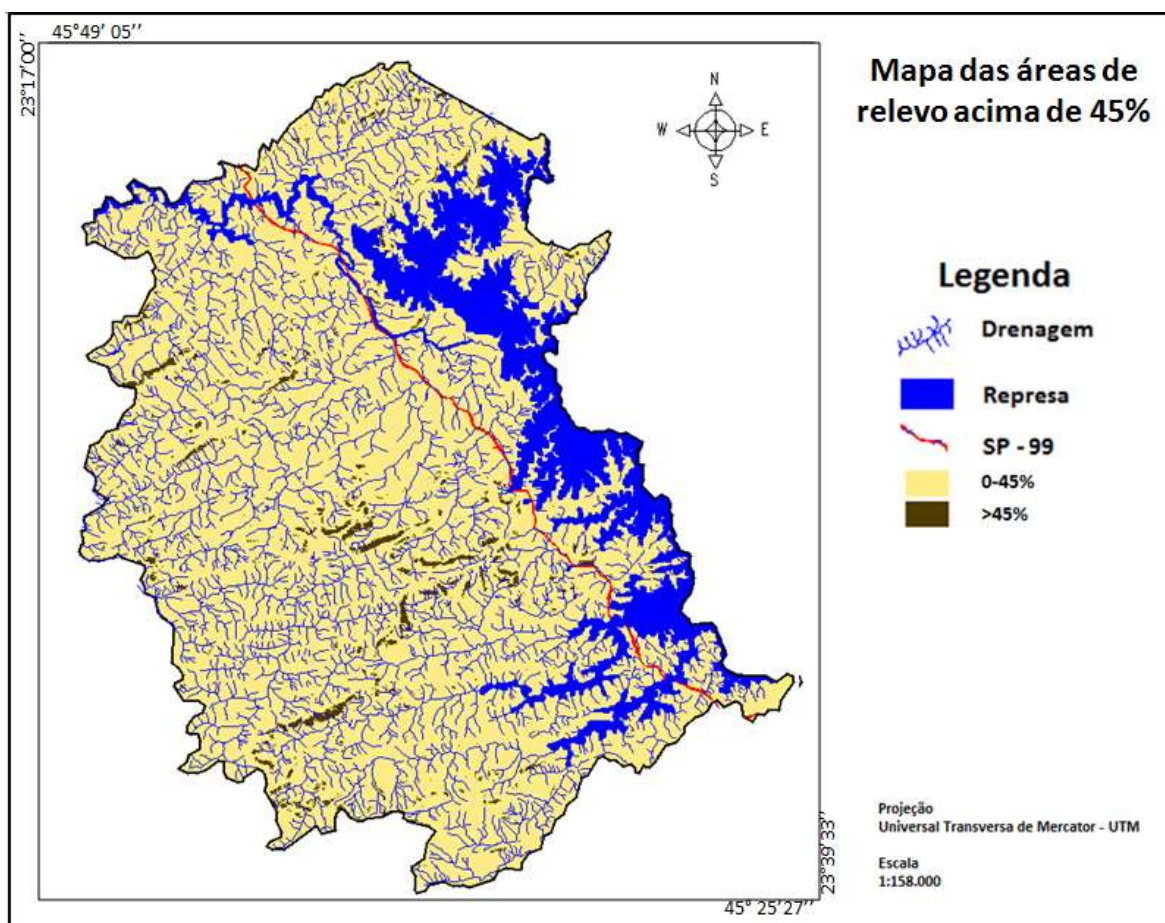 45°49' 05''
23°17'00''
Mapa das áreas de
relevo acima de 45%
N
W
E
S
Legenda
Drenagem
Represa
SP - 99
0-45%
>45%
Projeção
Universal Transversa de Mercator - UTM
Escala
1:158.000
23°39'33''
45° 25'27''